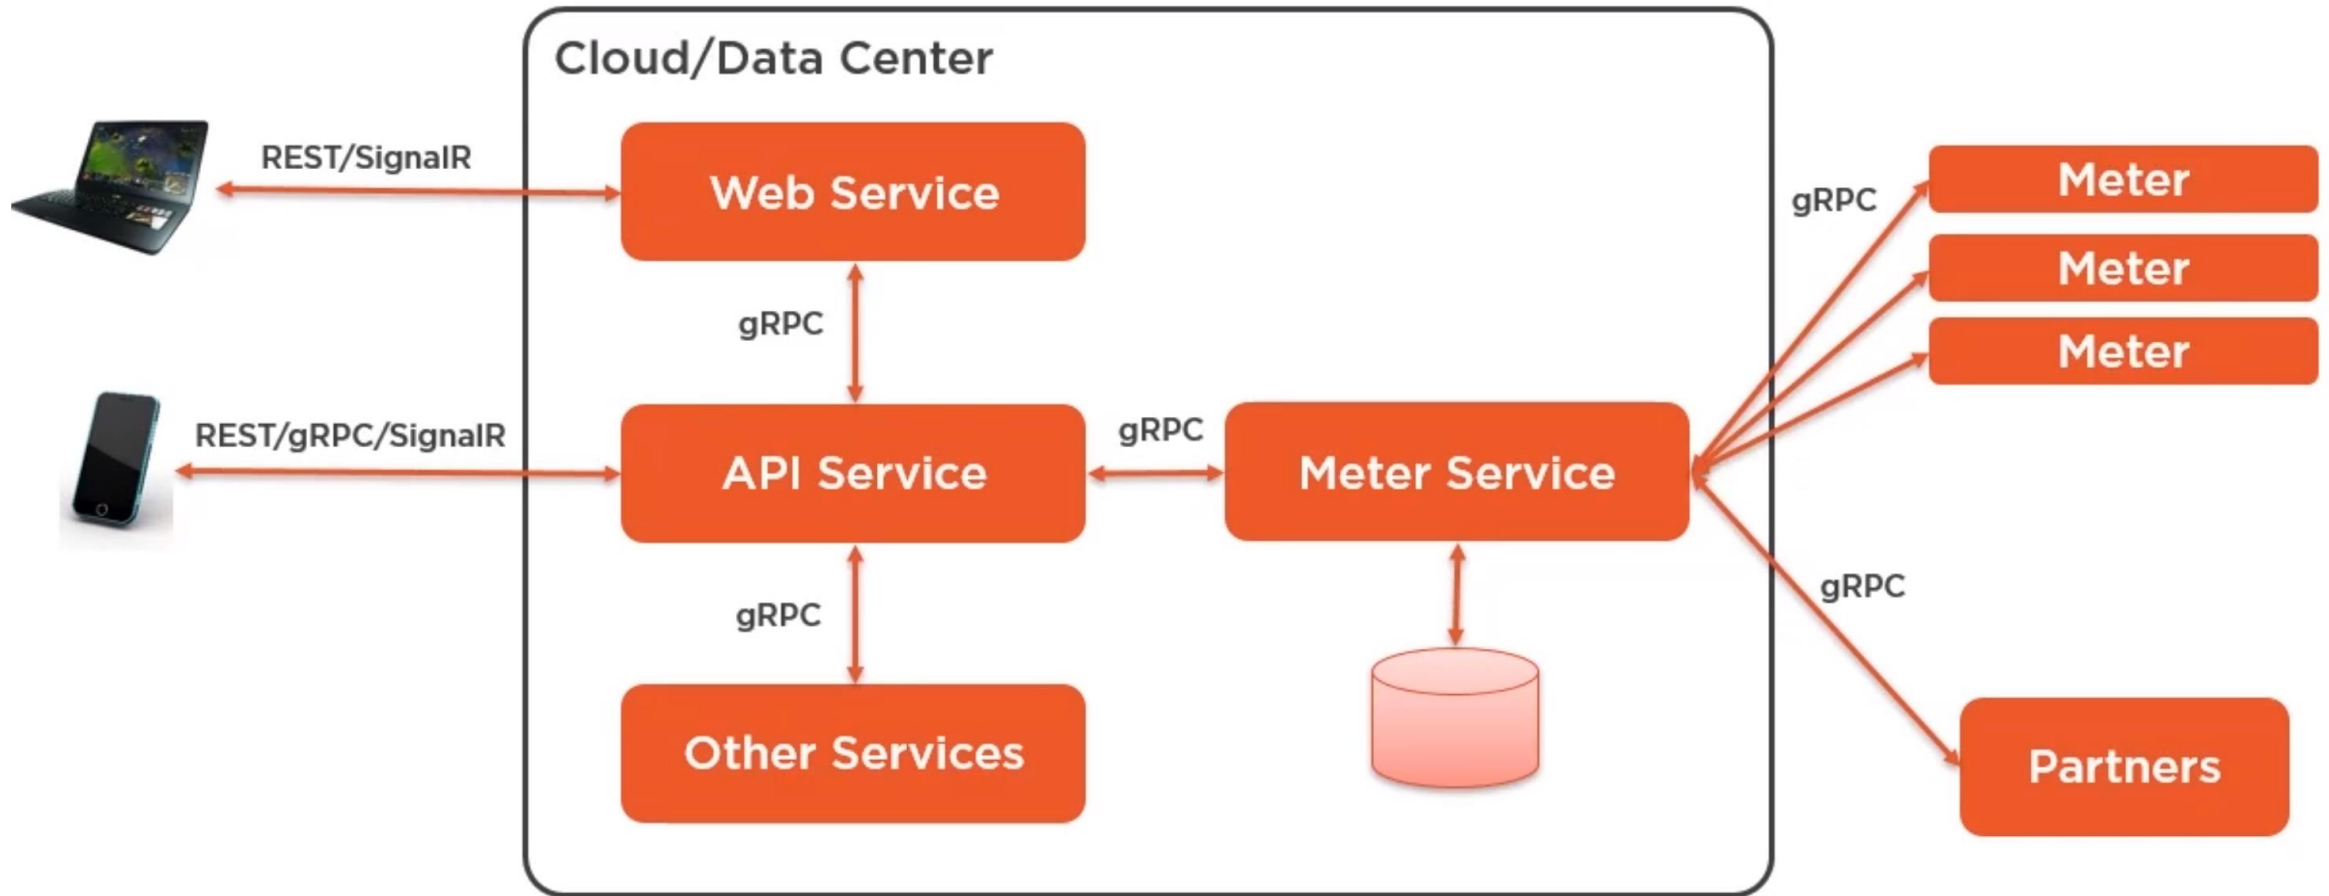 Cloud/Data Center
REST/SignalR
Web Service
gRPC
Meter
Meter
Meter
gRPC
REST/gRPC/SignalR
API Service
gRPC
Meter Service
gRPC
gRPC
Other Services
Partners